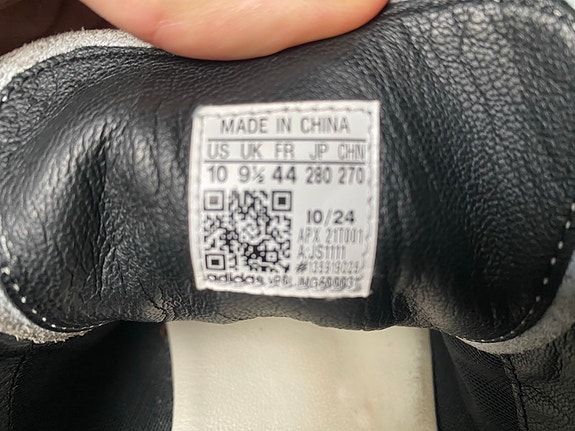 MADE IN CHINA
US UK FR JP CHN
10 9½ 44 280 270
10/24
APX 21T001
A:JS1111
adidas